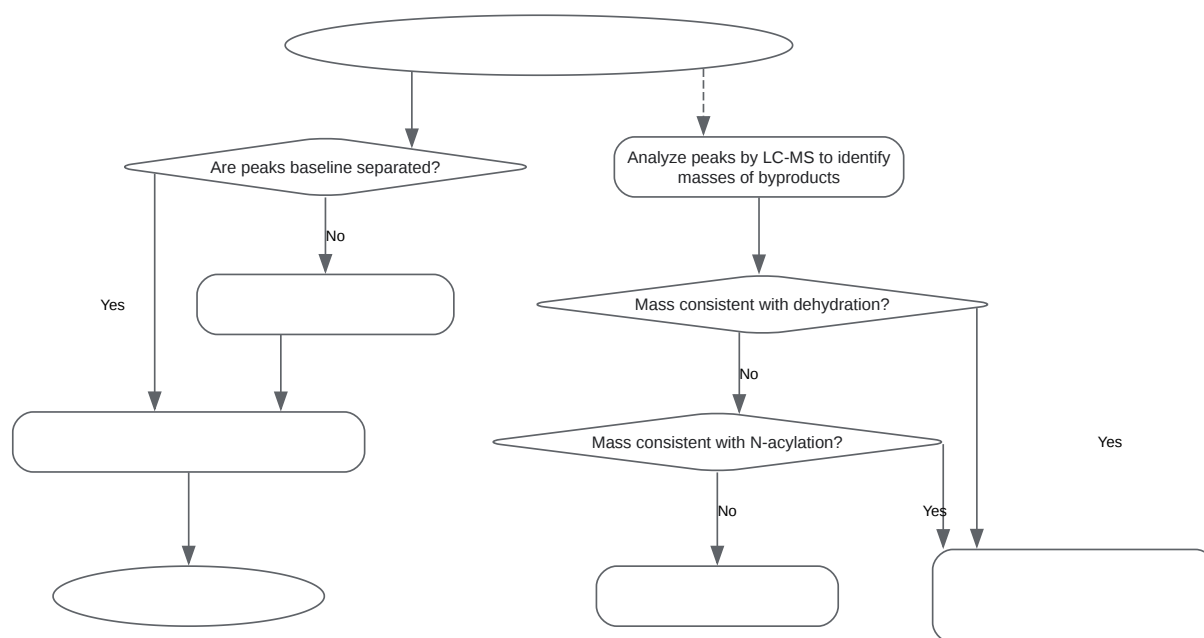 Are peaks baseline separated?
Analyze peaks by LC-MS to identify
masses of byproducts
No
Yes
Mass consistent with dehydration?
No
Mass consistent with N-acylation?
Yes
No
Yes